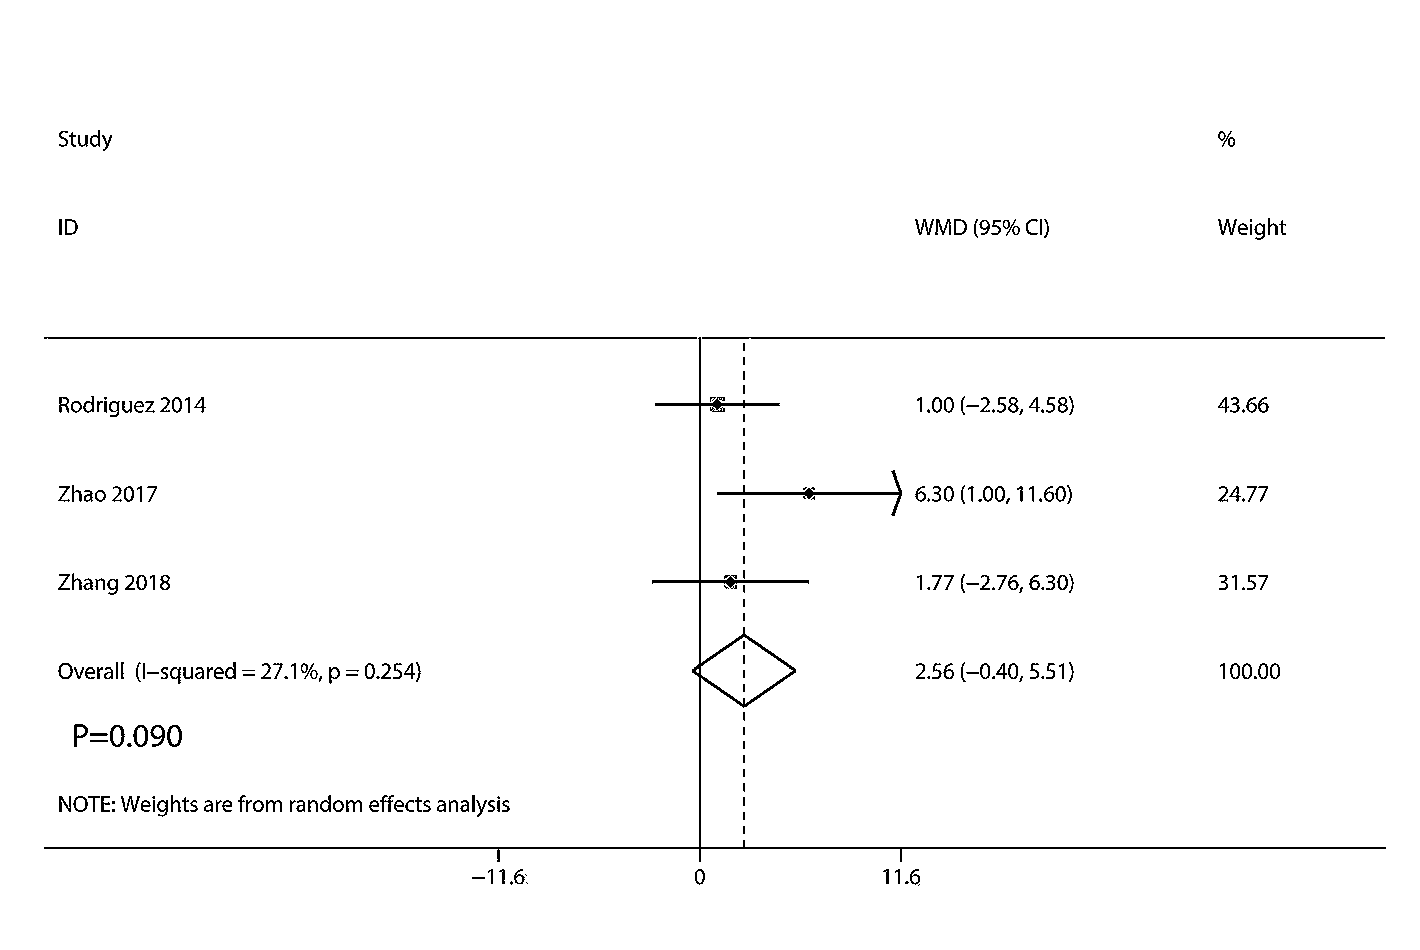 Study %
ID WMD (95% CI) Weight
Rodriguez 2014 1.00 (−2.58, 4.58) 43.66
Zhao 2017 6.30 (1.00, 11.60) 24.77
Zhang 2018 1.77 (−2.76, 6.30) 31.57
Overall (I−squared = 27.1%, p = 0.254) 2.56 (−0.40, 5.51) 100.00
P=0.090
NOTE: Weights are from random effects analysis
−11.6 0 11.6